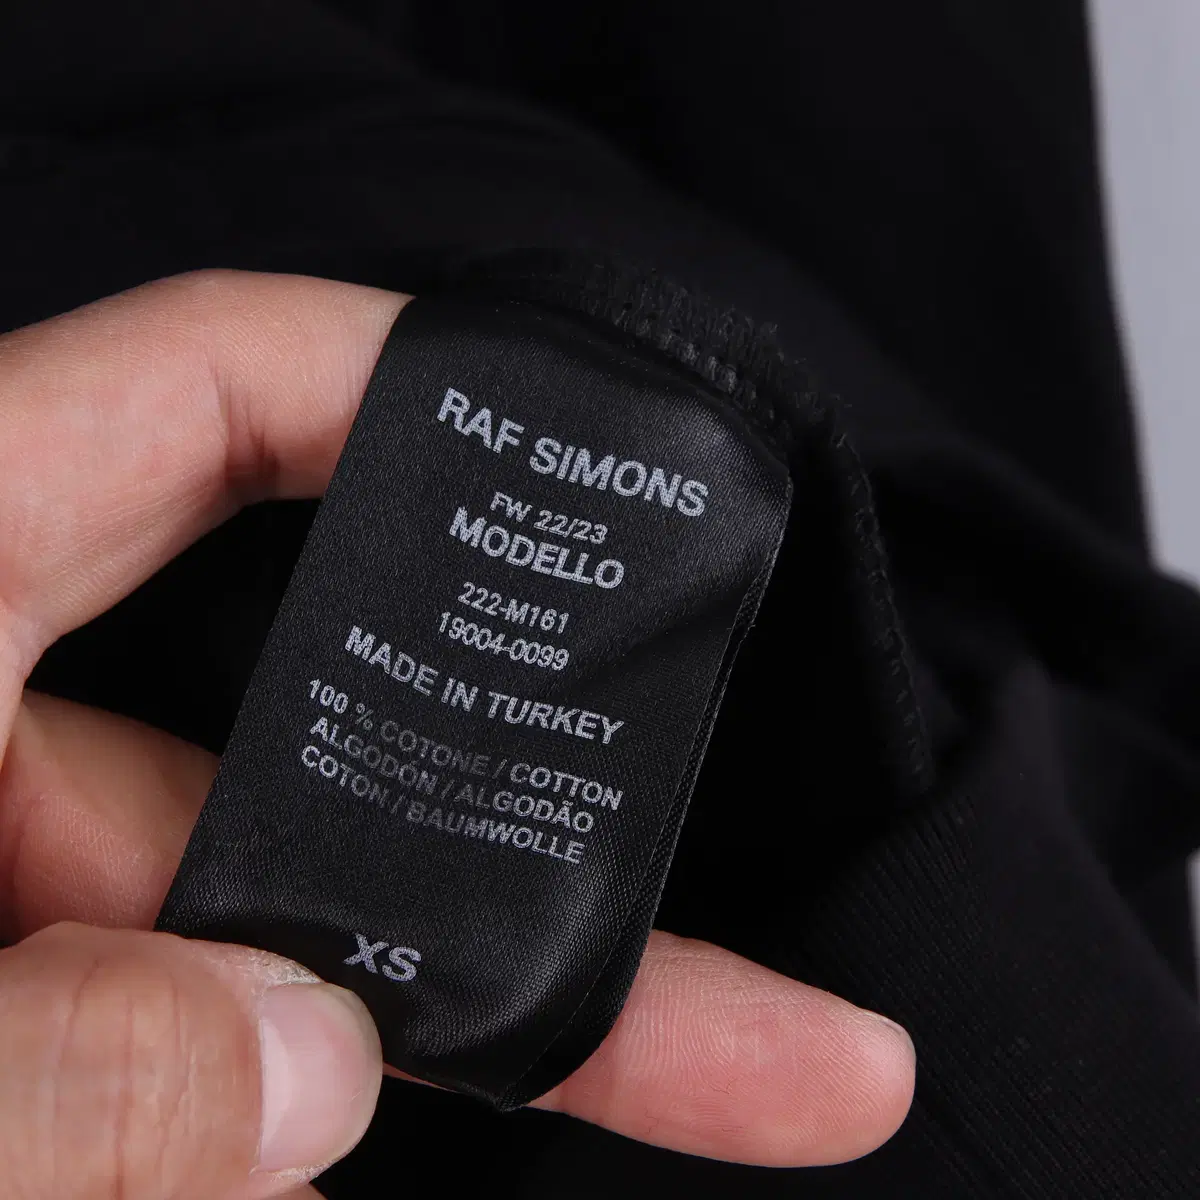 RAF SIMONS
FW 22/23
MODELLO
222-M161
19004-0099
MADE IN TURKEY
100 % COTONE / COTTON
ALGODÓN / ALGODÃO
COTON / BAUMWOLLE
XS